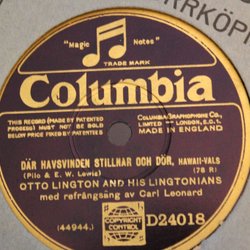 RRKÖP
"Magic Notes"
TRADE MARK
Columbia
THIS RECORD (MADE BY PATENTED PROCESS) MUST NOT BE SOLD BELOW PRICE FIXED BY PATENTEES
COLUMBIA GRAPHOPHONE CO., LIMITED — LONDON, E.C.1.
MADE IN ENGLAND
DÄR HAVSVINDEN STILLNAR OCH DÖR, HAWAII-VALS
(Pilo & E. W. Lewis) (78 R)
OTTO LINGTON AND HIS LINGTONIANS
med refrängsång av Carl Leonard
(44944.) D24018
COPYRIGHT
CONTROL